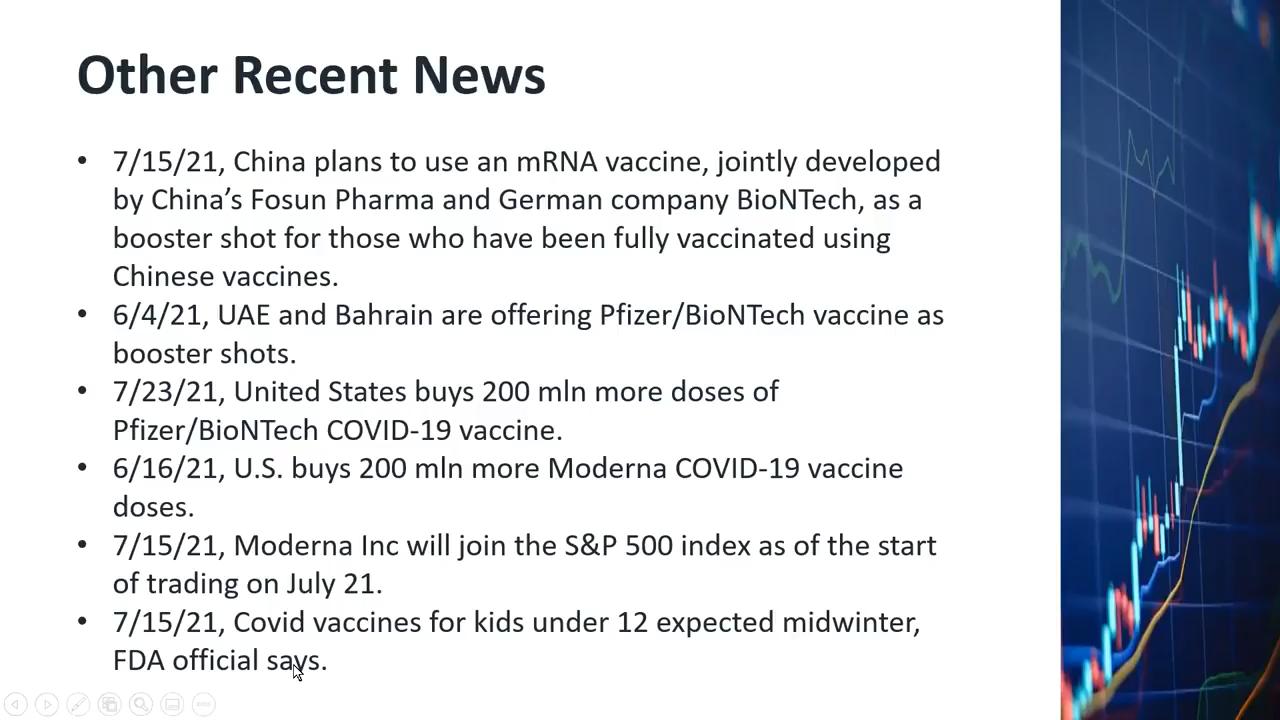 Other Recent News
• 7/15/21, China plans to use an mRNA vaccine, jointly developed
by China’s Fosun Pharma and German company BioNTech, as a
booster shot for those who have been fully vaccinated using
Chinese vaccines.
• 6/4/21, UAE and Bahrain are offering Pfizer/BioNTech vaccine as
booster shots.
• 7/23/21, United States buys 200 mln more doses of
Pfizer/BioNTech COVID-19 vaccine.
• 6/16/21, U.S. buys 200 mln more Moderna COVID-19 vaccine
doses.
• 7/15/21, Moderna Inc will join the S&P 500 index as of the start
of trading on July 21.
• 7/15/21, Covid vaccines for kids under 12 expected midwinter,
FDA official says.